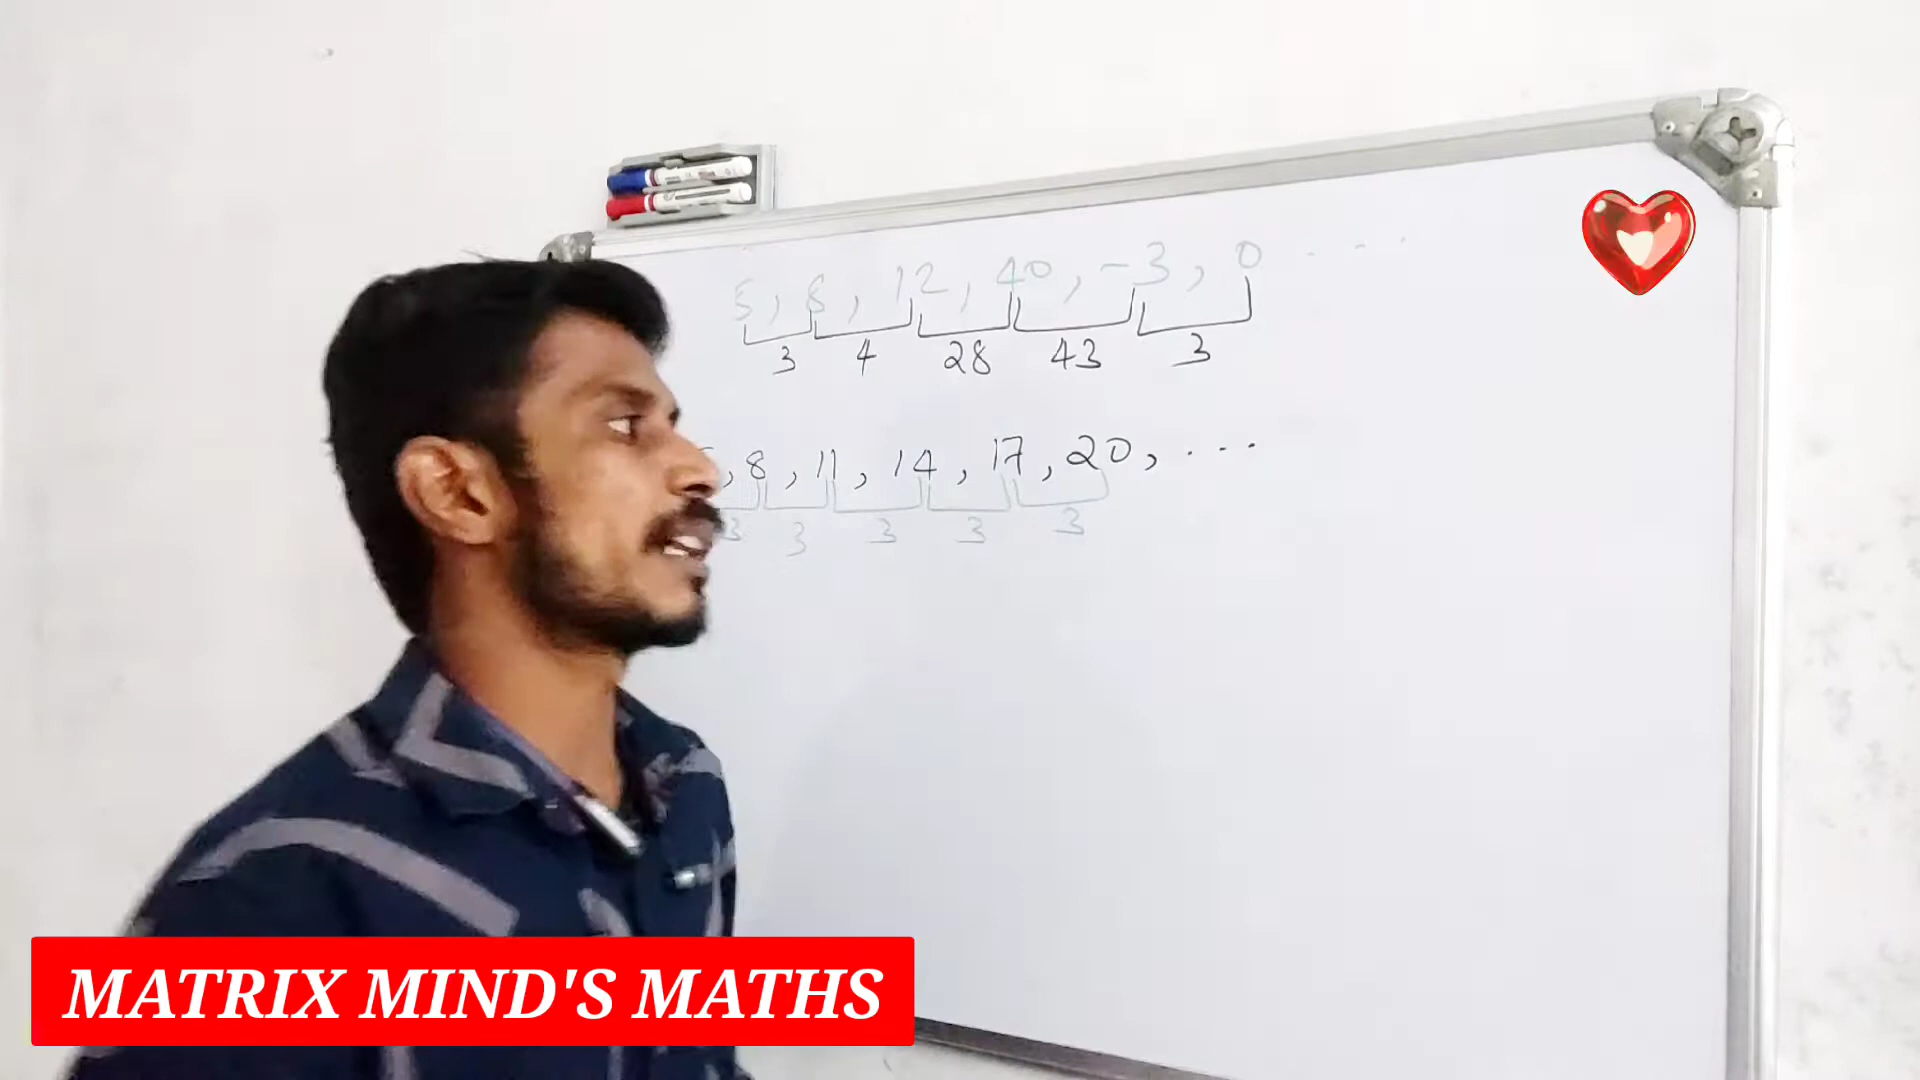 5, 8, 12, 40, -3, 0 ....
3 4 28 43 3
, 8, 11, 14, 17, 20, ....
3 3 3 3 3
MATRIX MIND'S MATHS